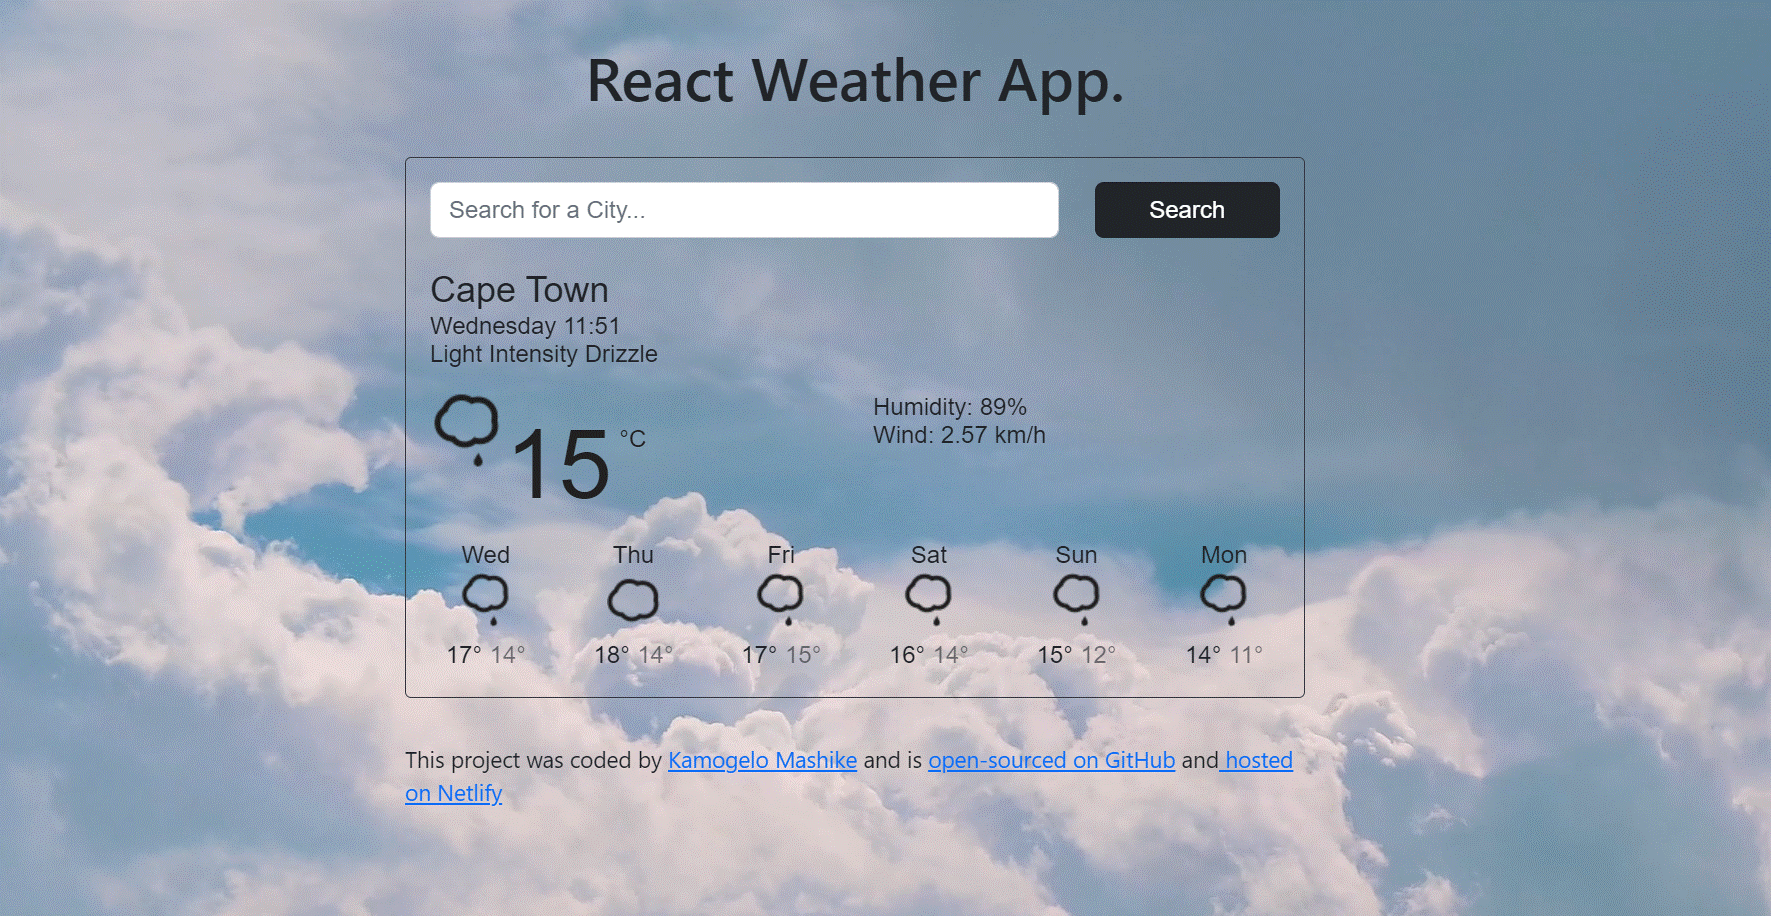 React Weather App.
Search for a City...
Search
Cape Town
Wednesday 11:51
Light Intensity Drizzle
15 °C
Humidity: 89%
Wind: 2.57 km/h
Wed Thu Fri Sat Sun Mon
17° 14° 18° 14° 17° 15° 16° 14° 15° 12° 14° 11°
This project was coded by Kamogelo Mashike and is open-sourced on GitHub and hosted
on Netlify